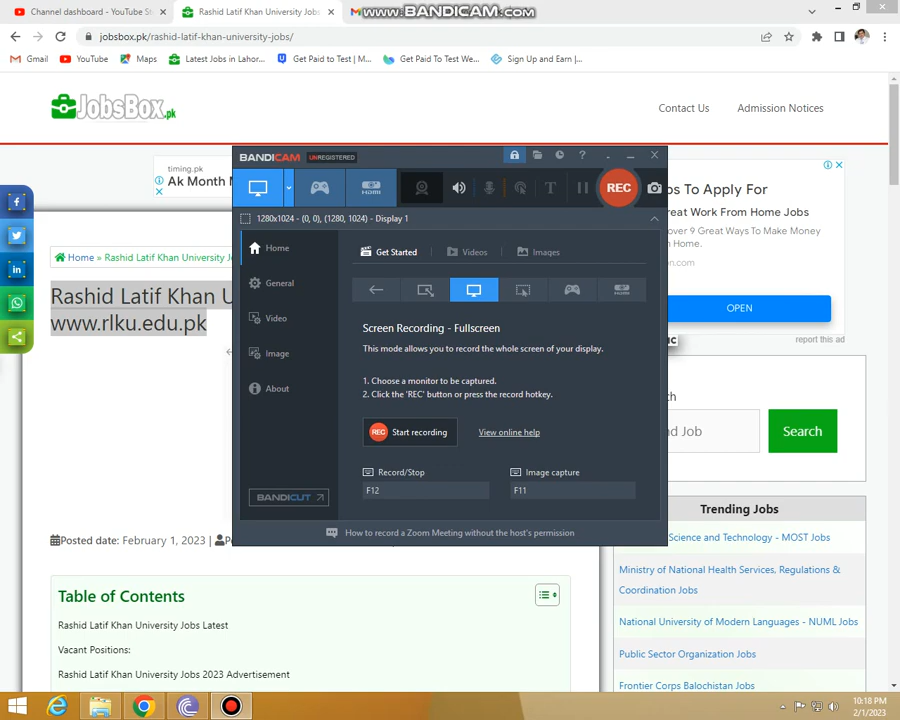 Channel dashboard - YouTube St
Rashid Latif Khan University Jobs
www.BANDICAM.com
jobsbox.pk/rashid-latif-khan-university-jobs/
Gmail
YouTube
Maps
Latest Jobs in Lahor...
Get Paid to Test | M...
Get Paid To Test We...
Sign Up and Earn |...
JobsBox.pk
Contact Us
Admission Notices
timing.pk
Ak Month
Home » Rashid Latif Khan University J
Rashid Latif Khan U
www.rlku.edu.pk
BANDICAM UNREGISTERED
HDMI
REC
1280x1024 - (0, 0), (1280, 1024) - Display 1
Home
General
Video
Image
About
BANDICUT
Get Started
Videos
Images
Screen Recording - Fullscreen
This mode allows you to record the whole screen of your display.
1. Choose a monitor to be captured.
2. Click the 'REC' button or press the record hotkey.
REC Start recording
View online help
Record/Stop
Image capture
F12
F11
How to record a Zoom Meeting without the host's permission
ps To Apply For
Great Work From Home Jobs
over 9 Great Ways To Make Money
om Home.
.com
OPEN
report this ad
ch
nd Job
Search
Trending Jobs
Science and Technology - MOST Jobs
Ministry of National Health Services, Regulations &
Coordination Jobs
National University of Modern Languages - NUML Jobs
Public Sector Organization Jobs
Frontier Corps Balochistan Jobs
Posted date: February 1, 2023 |
Table of Contents
Rashid Latif Khan University Jobs Latest
Vacant Positions:
Rashid Latif Khan University Jobs 2023 Advertisement
10:18 PM
2/1/2023